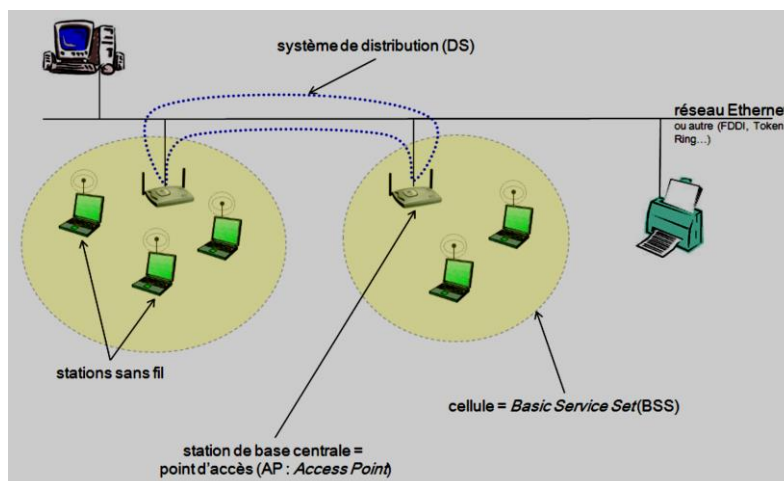 système de distribution (DS)
réseau Ethernet
ou autre (FDDI, Token
Ring...)
stations sans fil
cellule = Basic Service Set (BSS)
station de base centrale =
point d'accès (AP : Access Point)